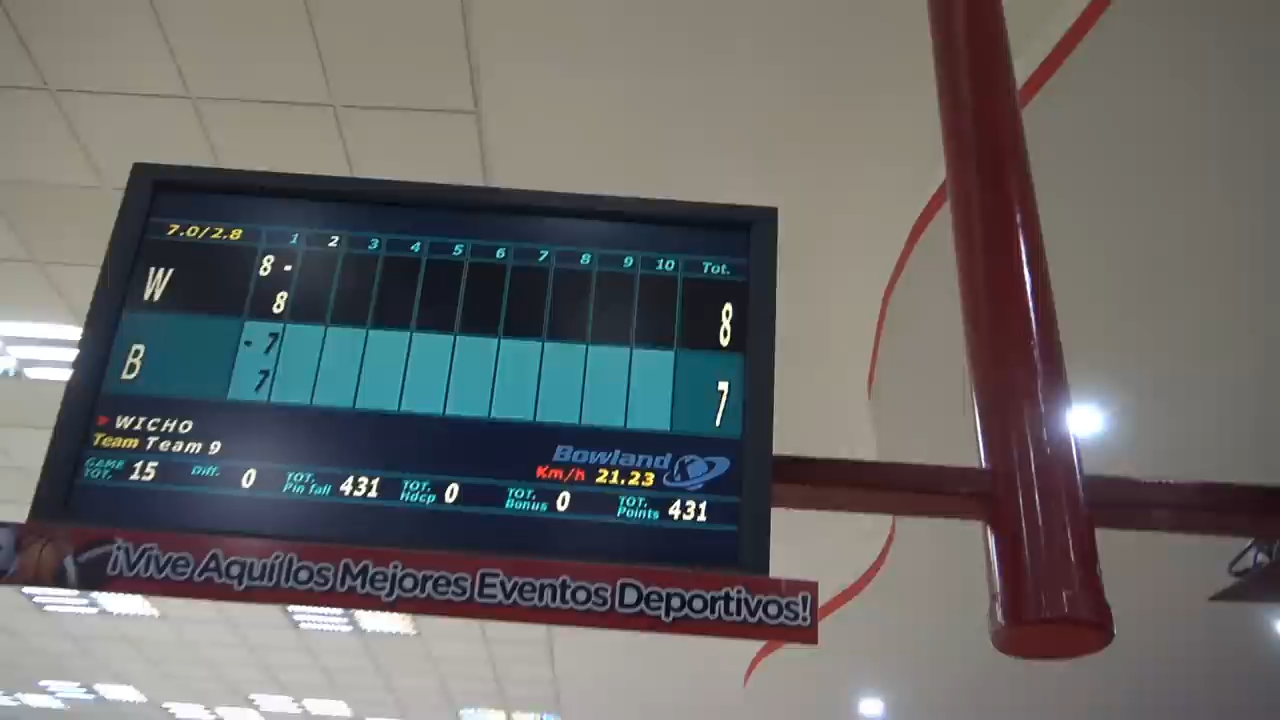 7.0/2.8 1 2 3 4 5 6 7 8 9 10 Tot.
W 8 -
8 8
B - 7
7 7
WICHO
Team Team 9
Bowland
Km/h 21.23
GAME TOT. 15 Diff. 0 TOT. Pin fall 431 TOT. Hdcp 0 TOT. Bonus 0 TOT. Points 431
¡Vive Aquí los Mejores Eventos Deportivos!